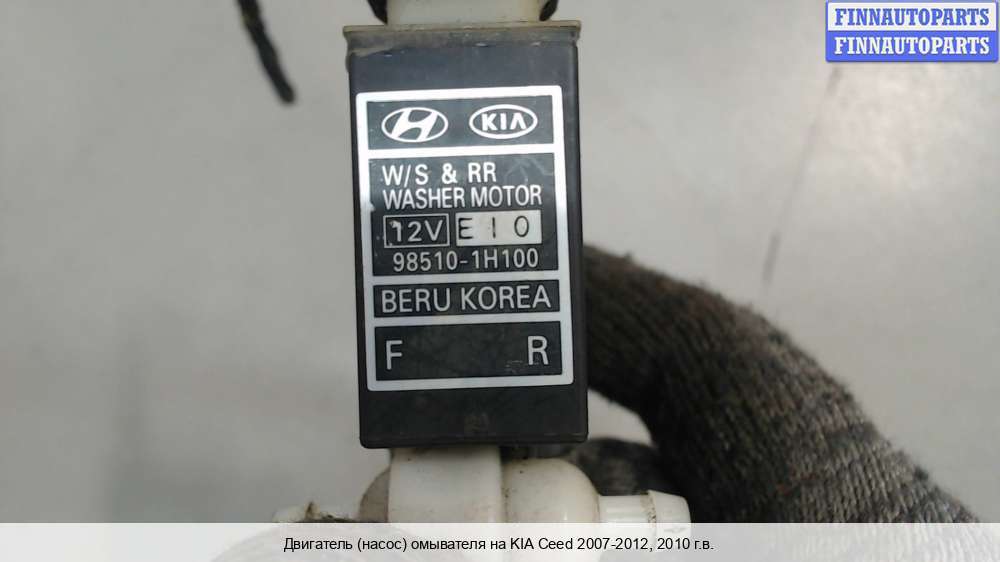 FINNAUTOPARTS
FINNAUTOPARTS
H KIA
W/S & RR
WASHER MOTOR
12V E I O
98510-1H100
BERU KOREA
F R
Двигатель (насос) омывателя на KIA Ceed 2007-2012, 2010 г.в.